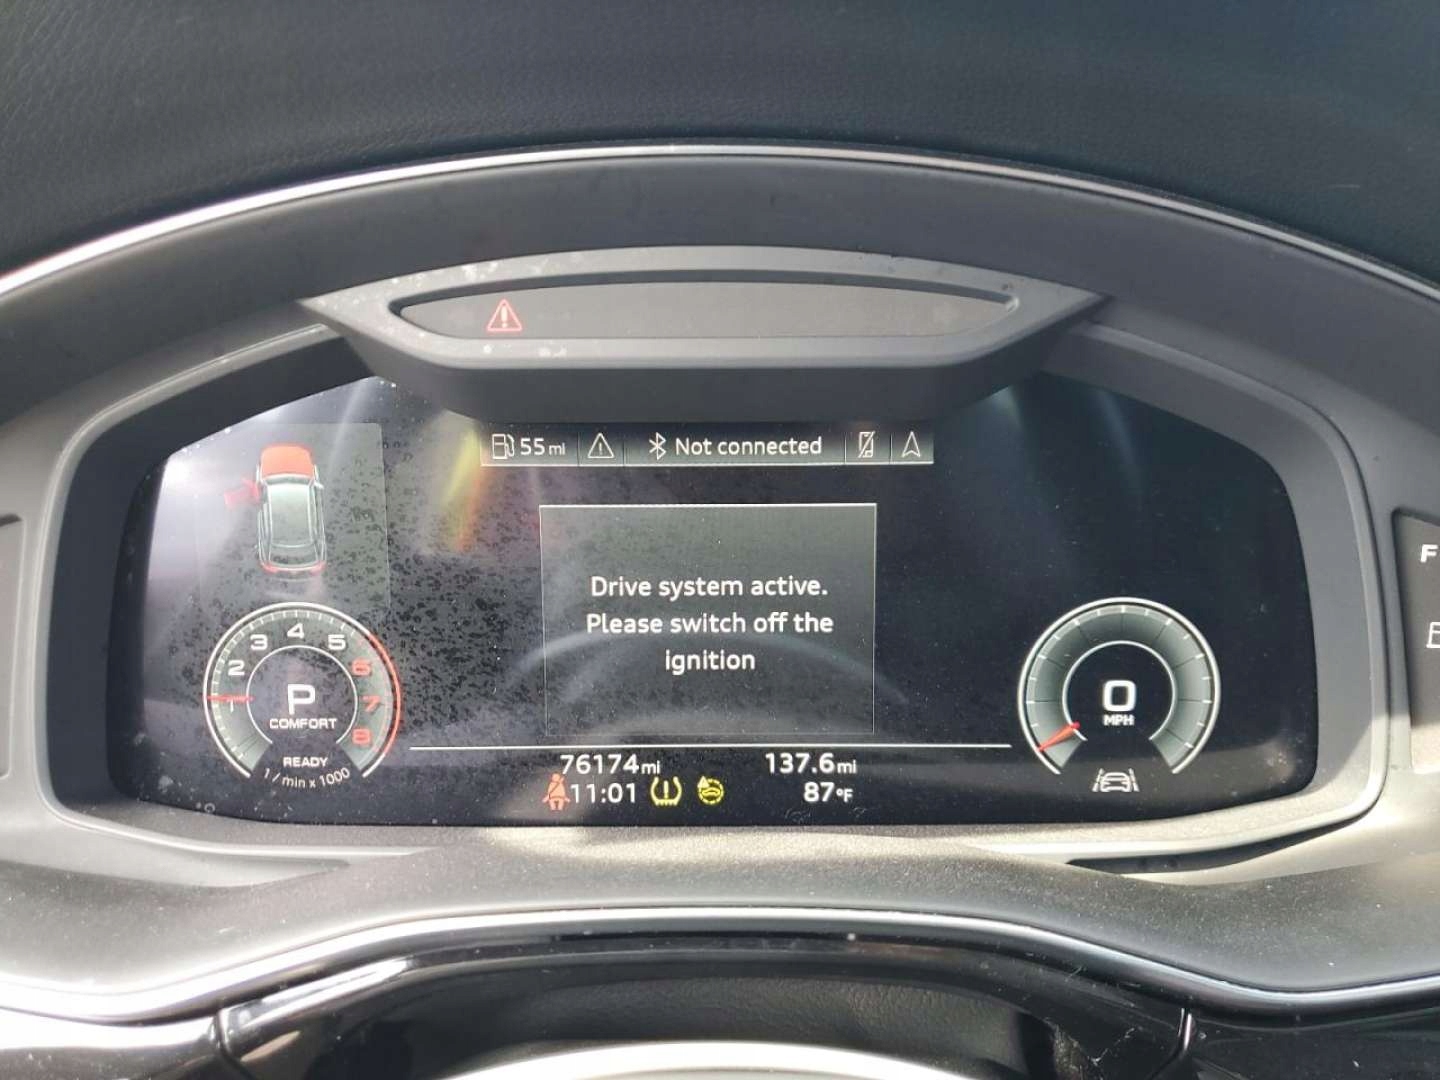 55 mi
Not connected
Drive system active.
Please switch off the
ignition
1 2 3 4 5 6 7 8
P
COMFORT
READY
1/min x 1000
0
MPH
76174 mi
137.6 mi
11:01
87°F
F